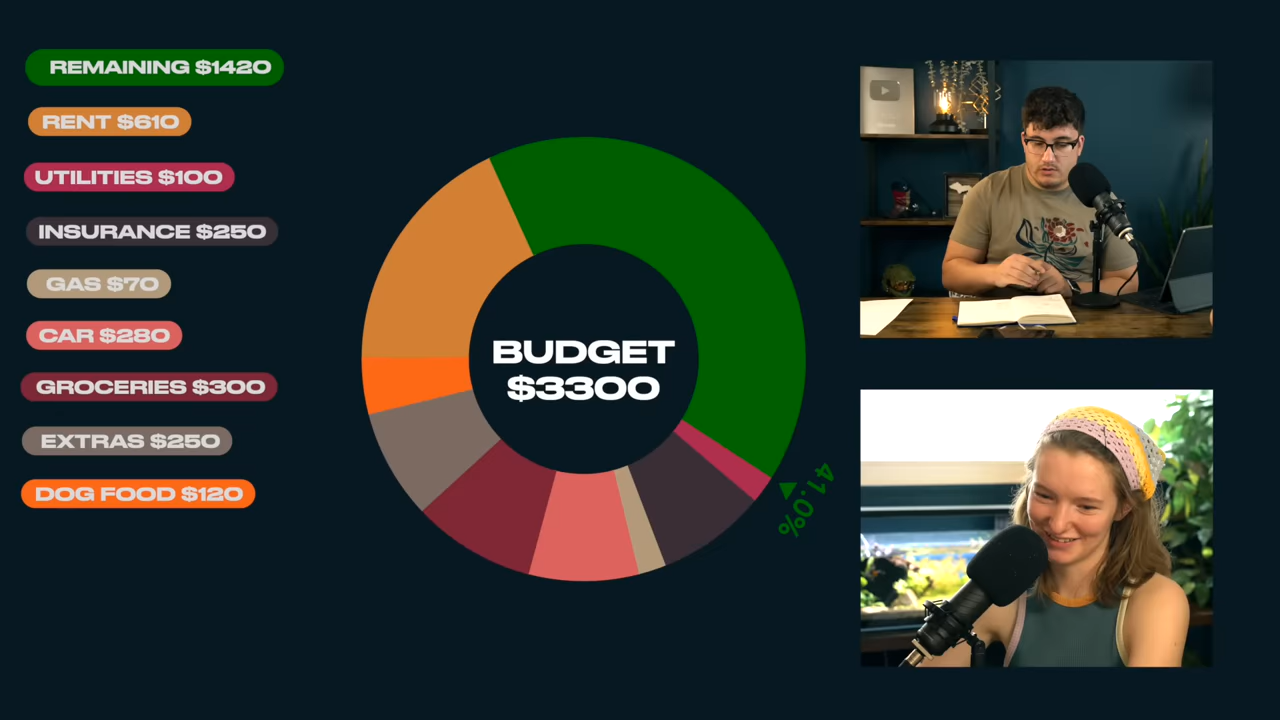 REMAINING $1420
RENT $610
UTILITIES $100
INSURANCE $250
GAS $70
CAR $280
GROCERIES $300
EXTRAS $250
DOG FOOD $120
BUDGET
$3300
41.0%